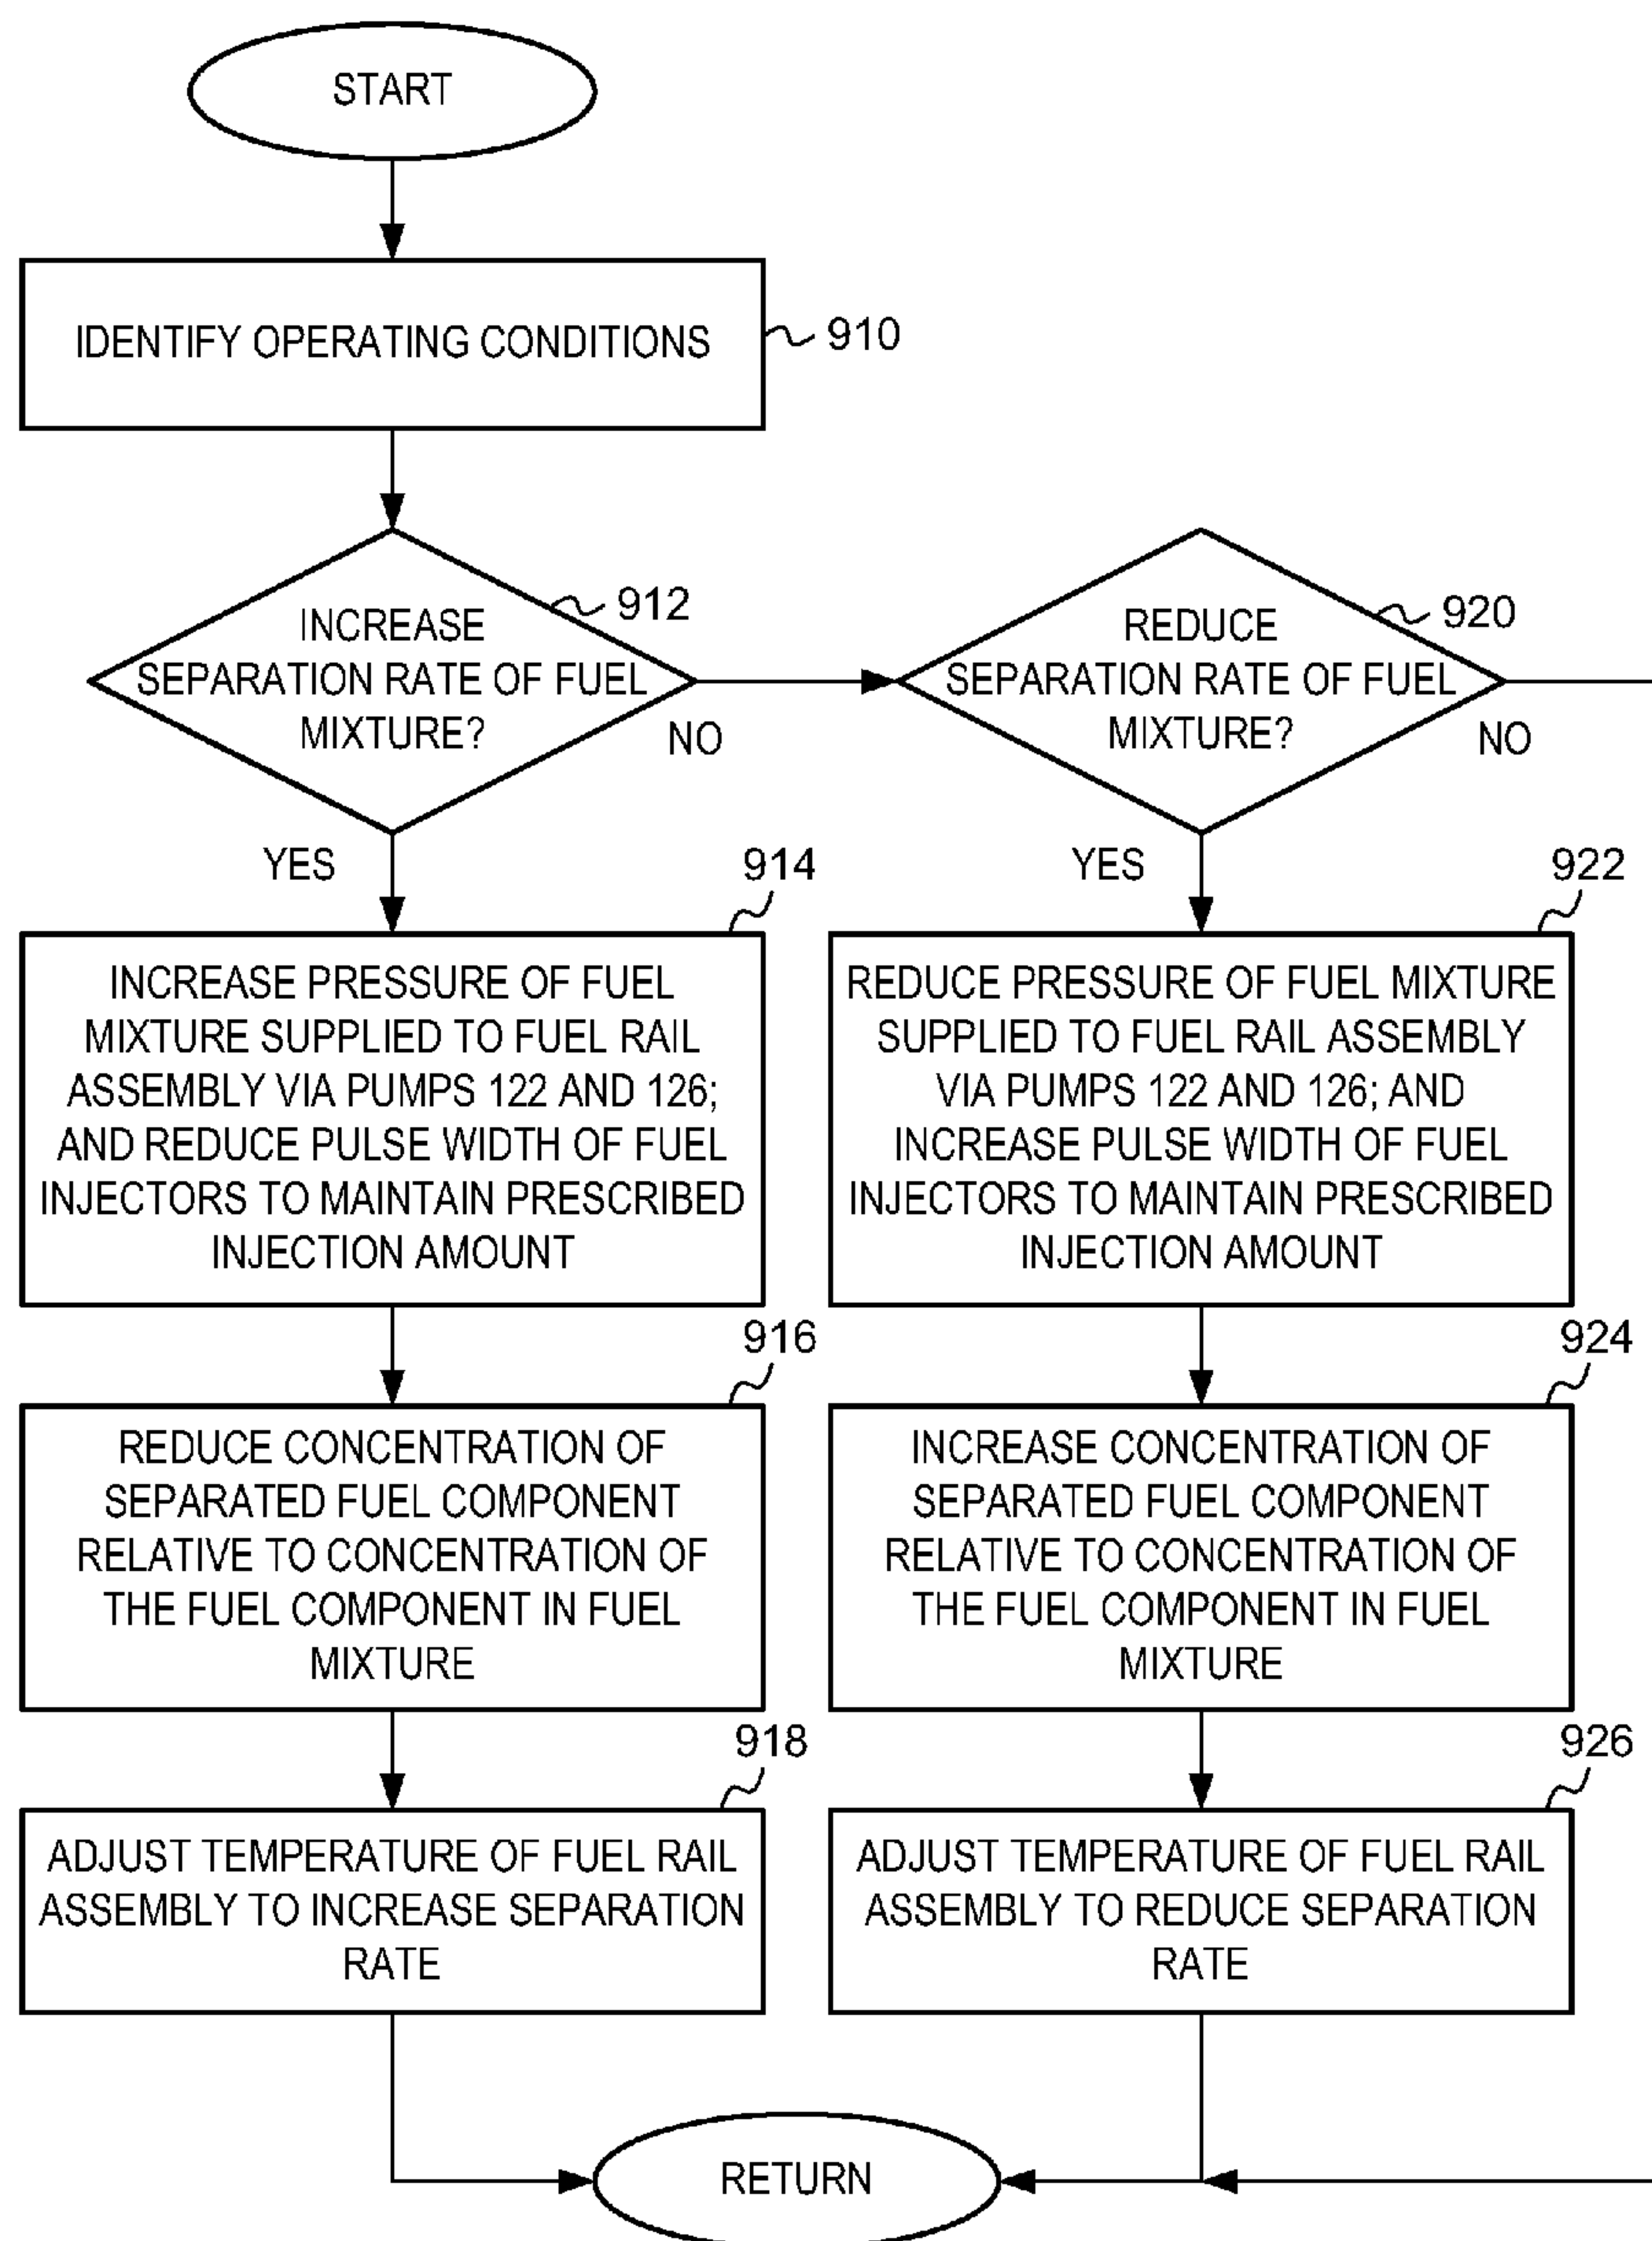 START
IDENTIFY OPERATING CONDITIONS
910
INCREASE
SEPARATION RATE OF FUEL
MIXTURE?
912
NO
YES
REDUCE
SEPARATION RATE OF FUEL
MIXTURE?
920
NO
YES
914
INCREASE PRESSURE OF FUEL
MIXTURE SUPPLIED TO FUEL RAIL
ASSEMBLY VIA PUMPS 122 AND 126;
AND REDUCE PULSE WIDTH OF FUEL
INJECTORS TO MAINTAIN PRESCRIBED
INJECTION AMOUNT
922
REDUCE PRESSURE OF FUEL MIXTURE
SUPPLIED TO FUEL RAIL ASSEMBLY
VIA PUMPS 122 AND 126; AND
INCREASE PULSE WIDTH OF FUEL
INJECTORS TO MAINTAIN PRESCRIBED
INJECTION AMOUNT
916
REDUCE CONCENTRATION OF
SEPARATED FUEL COMPONENT
RELATIVE TO CONCENTRATION OF
THE FUEL COMPONENT IN FUEL
MIXTURE
924
INCREASE CONCENTRATION OF
SEPARATED FUEL COMPONENT
RELATIVE TO CONCENTRATION OF
THE FUEL COMPONENT IN FUEL
MIXTURE
918
ADJUST TEMPERATURE OF FUEL RAIL
ASSEMBLY TO INCREASE SEPARATION
RATE
926
ADJUST TEMPERATURE OF FUEL RAIL
ASSEMBLY TO REDUCE SEPARATION
RATE
RETURN